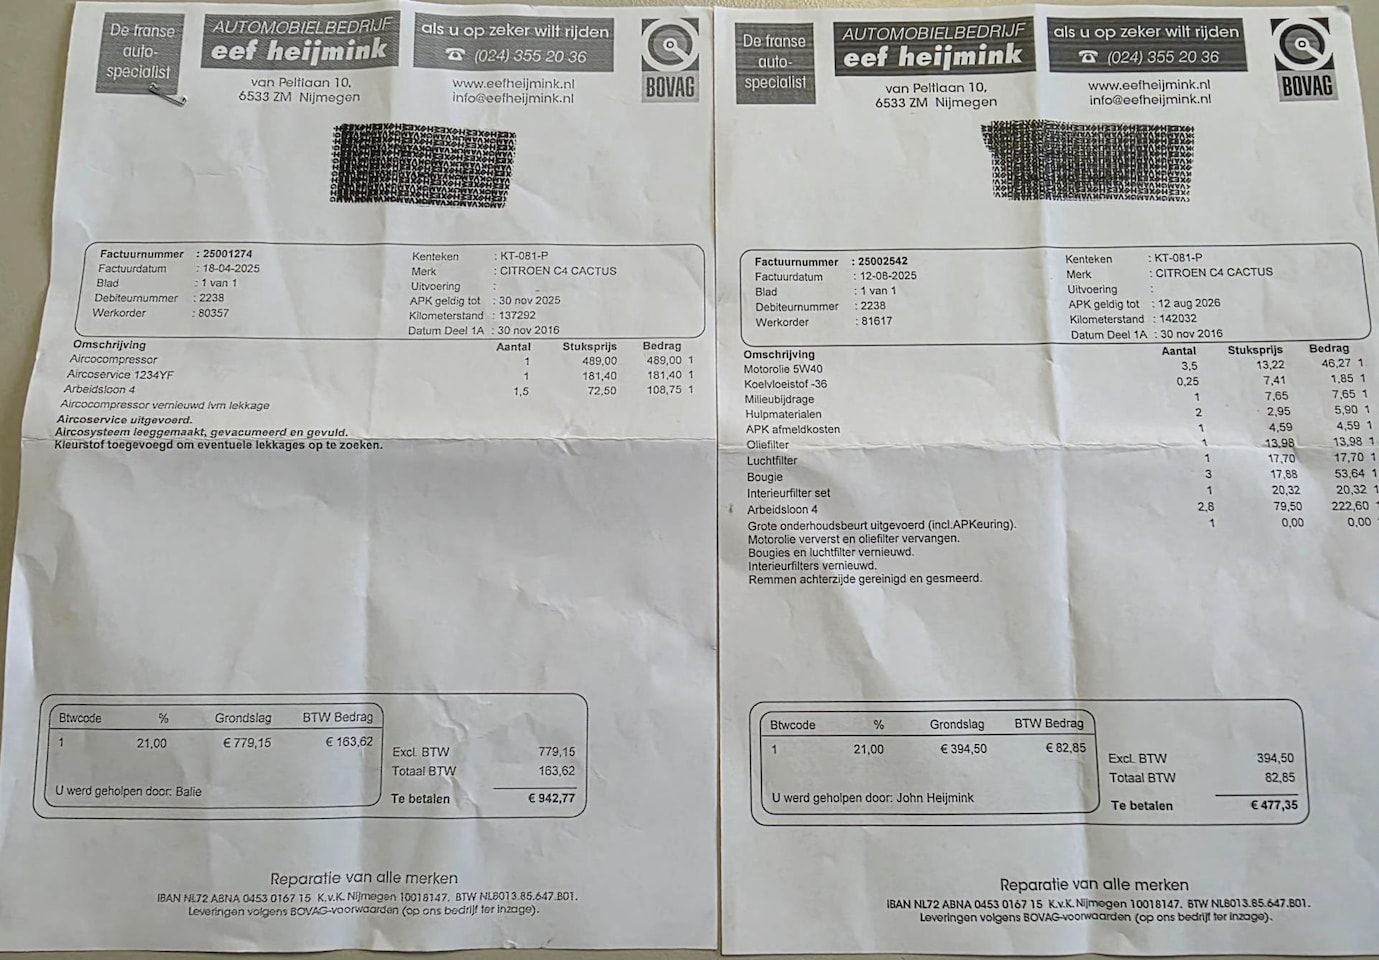 De franse
auto-
specialist
AUTOMOBIELBEDRIJF
eef heijmink
van Peltlaan 10,
6533 ZM Nijmegen
als u op zeker wilt rijden
☎ (024) 355 20 36
www.eefheijmink.nl
info@eefheijmink.nl
BOVAG
Factuurnummer : 25001274
Factuurdatum : 18-04-2025
Blad : 1 van 1
Debiteurnummer : 2238
Werkorder : 80357
Kenteken : KT-081-P
Merk : CITROEN C4 CACTUS
Uitvoering :
APK geldig tot : 30 nov 2025
Kilometerstand : 137292
Datum Deel 1A : 30 nov 2016
Omschrijving Aantal Stuksprijs Bedrag
Aircocompressor 1 489,00 489,00 1
Aircoservice 1234YF 1 181,40 181,40 1
Arbeidsloon 4 1,5 72,50 108,75 1
Aircocompressor vernieuwd ivm lekkage
Aircoservice uitgevoerd.
Aircosysteem leeggemaakt, gevacumeerd en gevuld.
Kleurstof toegevoegd om eventuele lekkages op te zoeken.
Btwcode % Grondslag BTW Bedrag
1 21,00 € 779,15 € 163,62
U werd geholpen door: Balie
Excl. BTW 779,15
Totaal BTW 163,62
Te betalen € 942,77
Reparatie van alle merken
IBAN NL72 ABNA 0453 0167 15 K.v.K. Nijmegen 10018147. BTW NL8013.85.647.B01.
Leveringen volgens BOVAG-voorwaarden (op ons bedrijf ter inzage).
De franse
auto-
specialist
AUTOMOBIELBEDRIJF
eef heijmink
van Peltlaan 10,
6533 ZM Nijmegen
als u op zeker wilt rijden
☎ (024) 355 20 36
www.eefheijmink.nl
info@eefheijmink.nl
BOVAG
Factuurnummer : 25002542
Factuurdatum : 12-08-2025
Blad : 1 van 1
Debiteurnummer : 2238
Werkorder : 81617
Kenteken : KT-081-P
Merk : CITROEN C4 CACTUS
Uitvoering :
APK geldig tot : 12 aug 2026
Kilometerstand : 142032
Datum Deel 1A : 30 nov 2016
Omschrijving Aantal Stuksprijs Bedrag
Motorolie 5W40 3,5 13,22 46,27 1
Koelvloeistof -36 0,25 7,41 1,85 1
Milieubijdrage 1 7,65 7,65 1
Hulpmaterialen 2 2,95 5,90 1
APK afmeldkosten 1 4,59 4,59 1
Oliefilter 1 13,98 13,98 1
Luchtfilter 1 17,70 17,70 1
Bougie 3 17,88 53,64 1
Interieurfilter set 1 20,32 20,32 1
Arbeidsloon 4 2,8 79,50 222,60 1
Grote onderhoudsbeurt uitgevoerd (incl.APKeuring). 1 0,00 0,00 1
Motorolie ververst en oliefilter vervangen.
Bougies en luchtfilter vernieuwd.
Interieurfilters vernieuwd.
Remmen achterzijde gereinigd en gesmeerd.
Btwcode % Grondslag BTW Bedrag
1 21,00 € 394,50 € 82,85
U werd geholpen door: John Heijmink
Excl. BTW 394,50
Totaal BTW 82,85
Te betalen € 477,35
Reparatie van alle merken
IBAN NL72 ABNA 0453 0167 15 K.v.K. Nijmegen 10018147. BTW NL8013.85.647.B01.
Leveringen volgens BOVAG-voorwaarden (op ons bedrijf ter inzage).